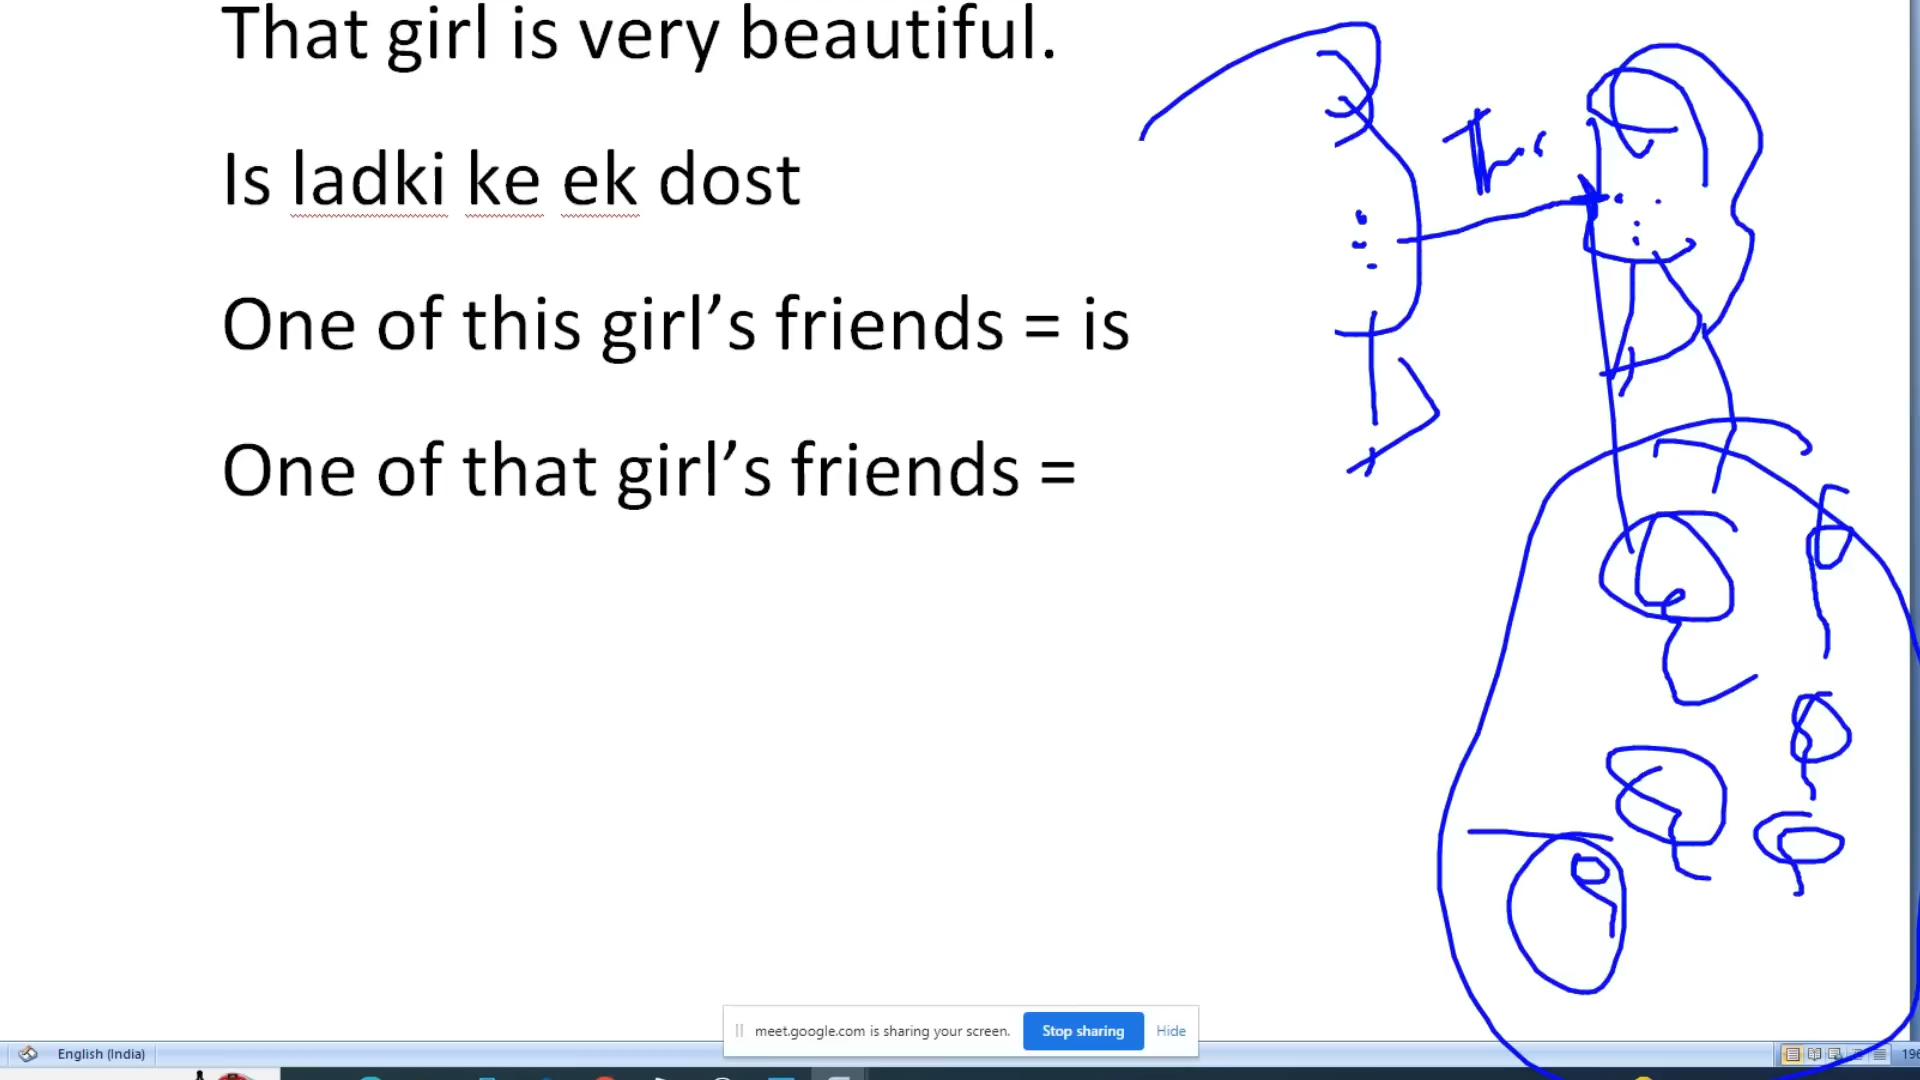 That girl is very beautiful.
Is ladki ke ek dost
One of this girl’s friends = is
One of that girl’s friends =
meet.google.com is sharing your screen. Stop sharing Hide
English (India)